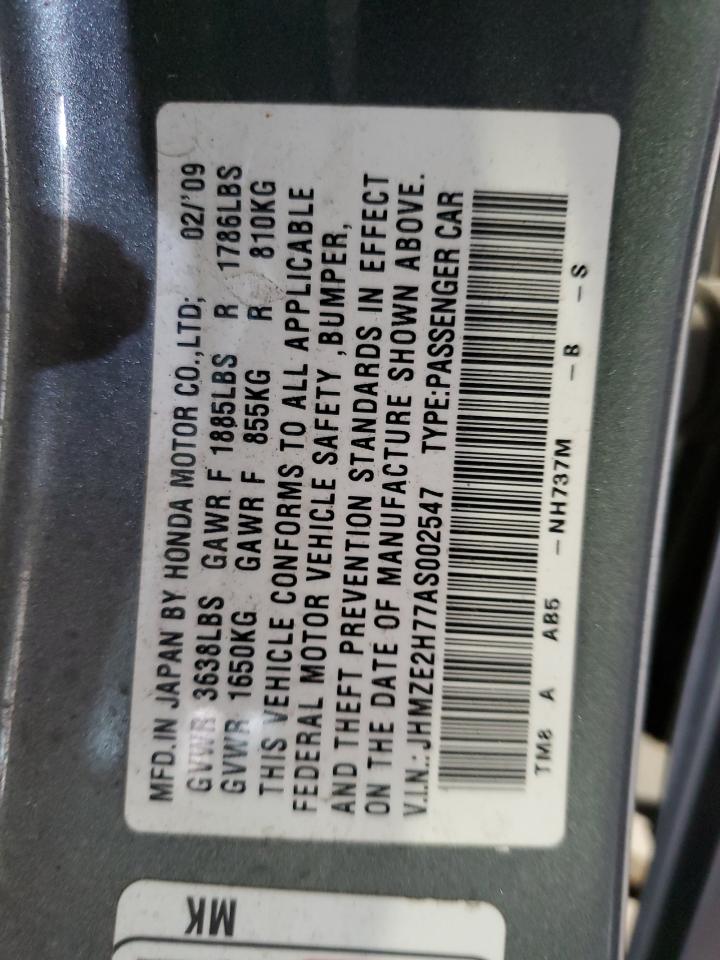 MFD.IN JAPAN BY HONDA MOTOR CO.,LTD; 02/'09
GVWR 3638LBS GAWR F 1885LBS R 1786LBS
GVWR 1650KG GAWR F 855KG R 810KG
THIS VEHICLE CONFORMS TO ALL APPLICABLE
FEDERAL MOTOR VEHICLE SAFETY ,BUMPER,
AND THEFT PREVENTION STANDARDS IN EFFECT
ON THE DATE OF MANUFACTURE SHOWN ABOVE.
V.I.N.: JHMZE2H77AS002547 TYPE:PASSENGER CAR
TM8 A AB5 -NH737M -B -S
MK